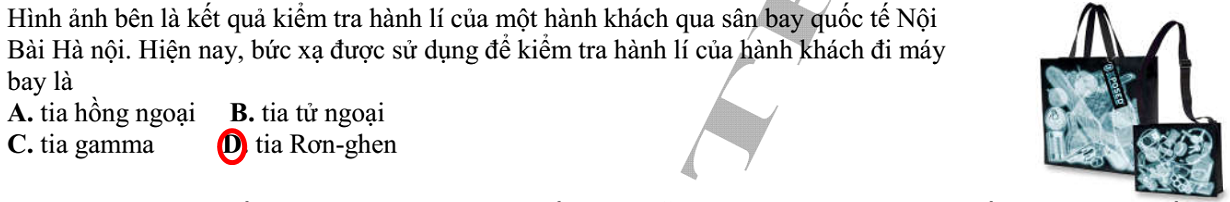 Hình ảnh bên là kết quả kiểm tra hành lí của một hành khách qua sân bay quốc tế Nội
Bài Hà nội. Hiện nay, bức xạ được sử dụng để kiểm tra hành lí của hành khách đi máy
bay là
A. tia hồng ngoại B. tia tử ngoại
C. tia gamma D. tia Rơn-ghen
POSED